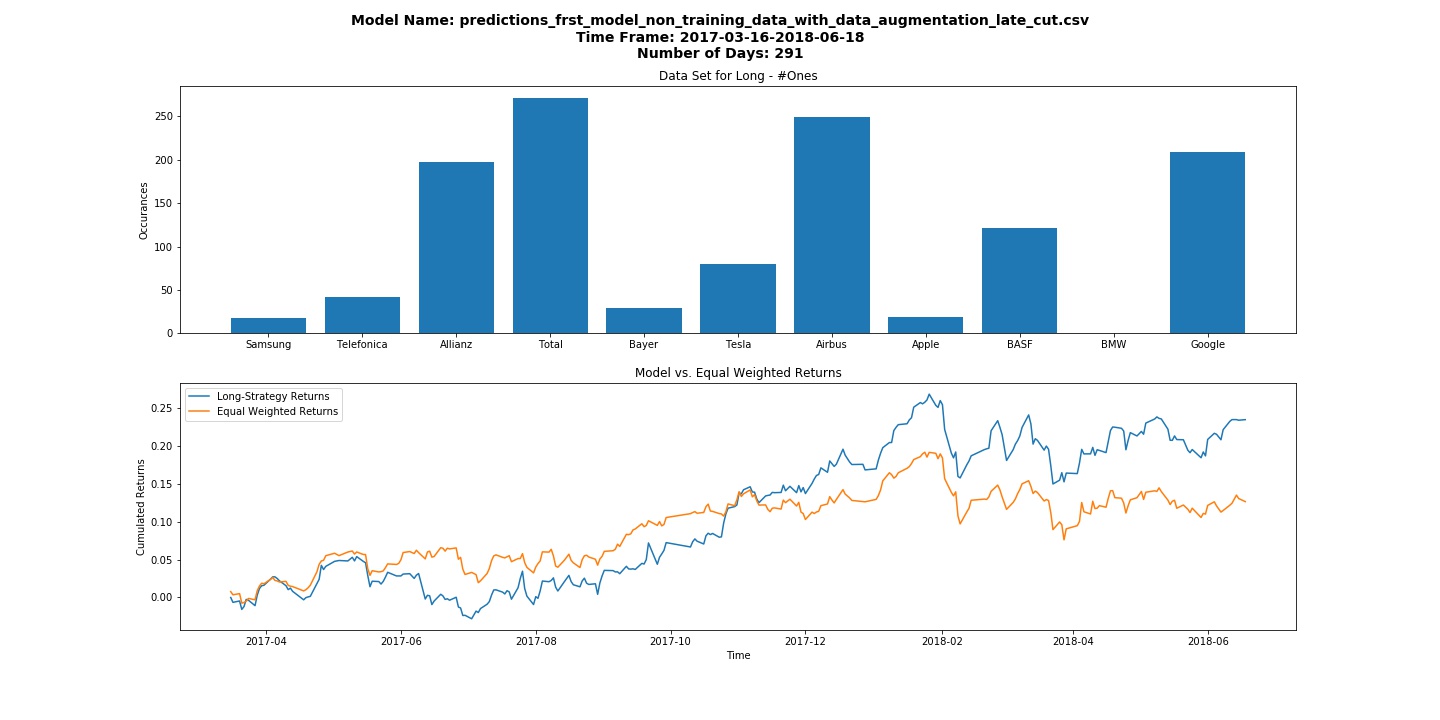 Model Name: predictions_frst_model_non_training_data_with_data_augmentation_late_cut.csv
Time Frame: 2017-03-16-2018-06-18
Number of Days: 291
Data Set for Long - #Ones
Occurances
250
200
150
100
50
0
Samsung Telefonica Allianz Total Bayer Tesla Airbus Apple BASF BMW Google
Model vs. Equal Weighted Returns
Long-Strategy Returns
Equal Weighted Returns
Cumulated Returns
0.25
0.20
0.15
0.10
0.05
0.00
2017-04 2017-06 2017-08 2017-10 2017-12 2018-02 2018-04 2018-06
Time